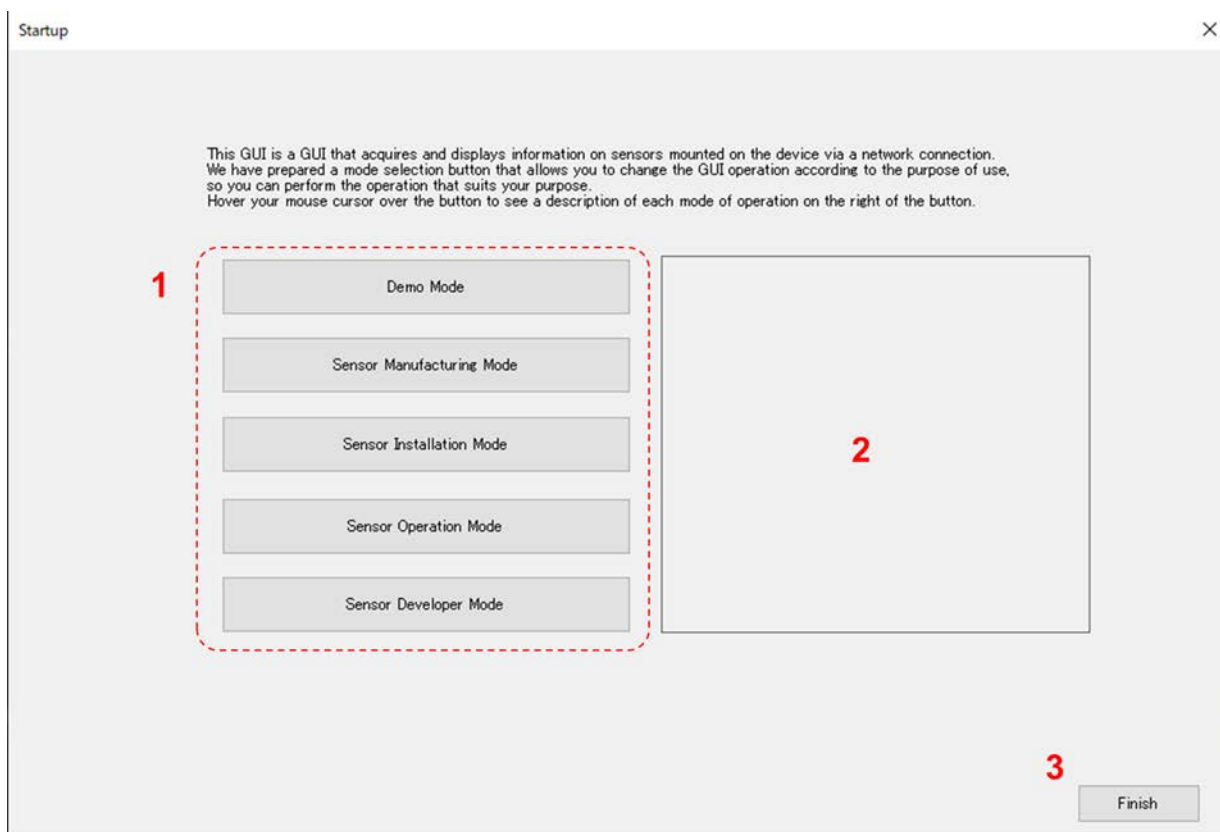 Startup
This GUI is a GUI that acquires and displays information on sensors mounted on the device via a network connection.
We have prepared a mode selection button that allows you to change the GUI operation according to the purpose of use,
so you can perform the operation that suits your purpose.
Hover your mouse cursor over the button to see a description of each mode of operation on the right of the button.
1
Demo Mode
Sensor Manufacturing Mode
Sensor Installation Mode
Sensor Operation Mode
Sensor Developer Mode
2
3
Finish